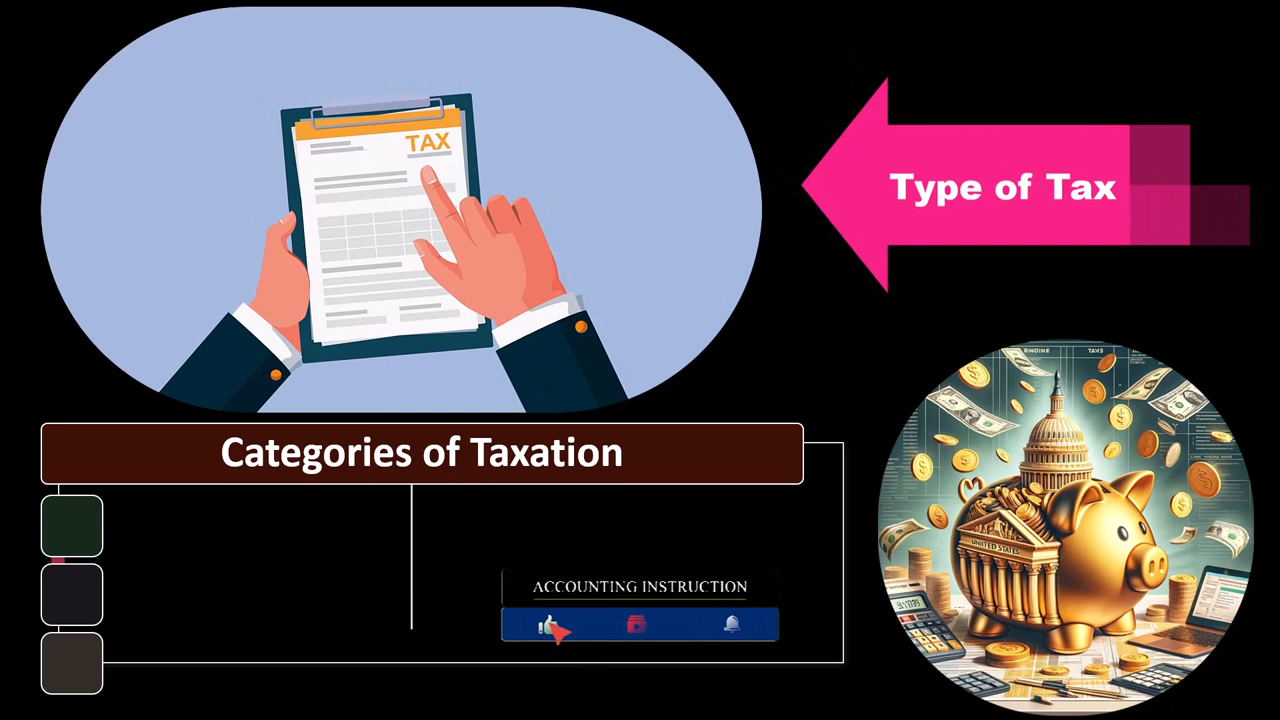 TAX
Type of Tax
Categories of Taxation
ACCOUNTING INSTRUCTION
UNITED STATES